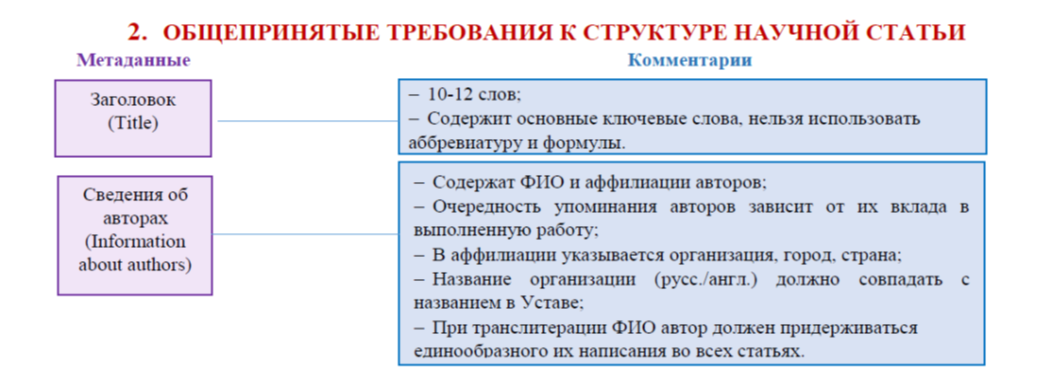 2. ОБЩЕПРИНЯТЫЕ ТРЕБОВАНИЯ К СТРУКТУРЕ НАУЧНОЙ СТАТЬИ
Метаданные
Комментарии
Заголовок
(Title)
– 10-12 слов;
– Содержит основные ключевые слова, нельзя использовать
аббревиатуру и формулы.
Сведения об
авторах
(Information
about authors)
– Содержат ФИО и аффилиации авторов;
– Очередность упоминания авторов зависит от их вклада в
выполненную работу;
– В аффилиации указывается организация, город, страна;
– Название организации (русс./англ.) должно совпадать с
названием в Уставе;
– При транслитерации ФИО автор должен придерживаться
единообразного их написания во всех статьях.